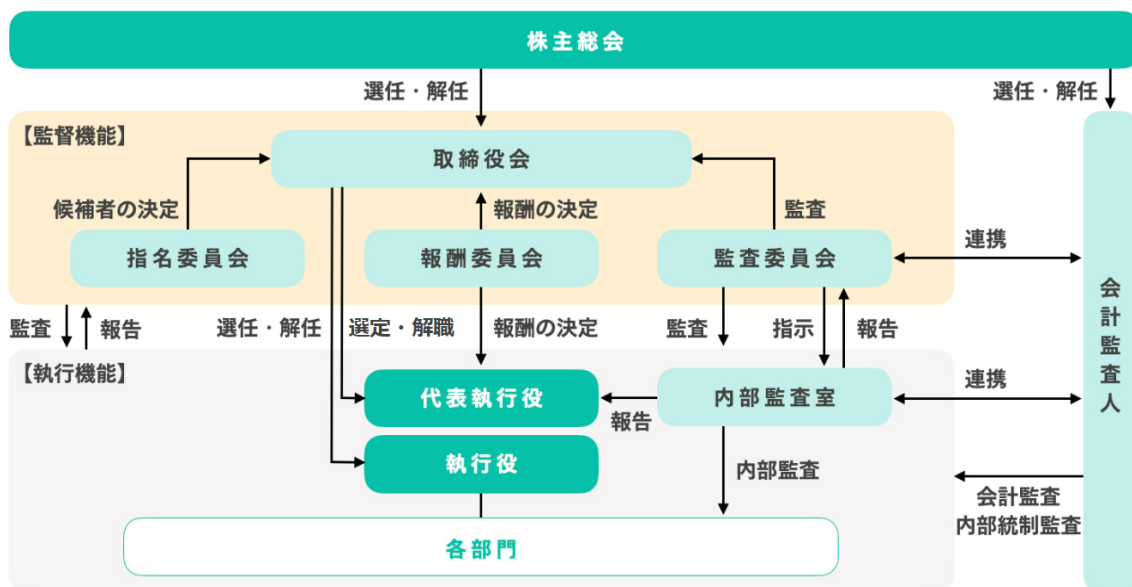 株主総会
選任・解任
選任・解任
【監督機能】
取締役会
候補者の決定
報酬の決定
監査
指名委員会
報酬委員会
監査委員会
連携
会計監査人
監査
報告
選任・解任
選定・解職
報酬の決定
監査
指示
報告
【執行機能】
代表執行役
報告
内部監査室
連携
執行役
内部監査
会計監査
内部統制監査
各部門